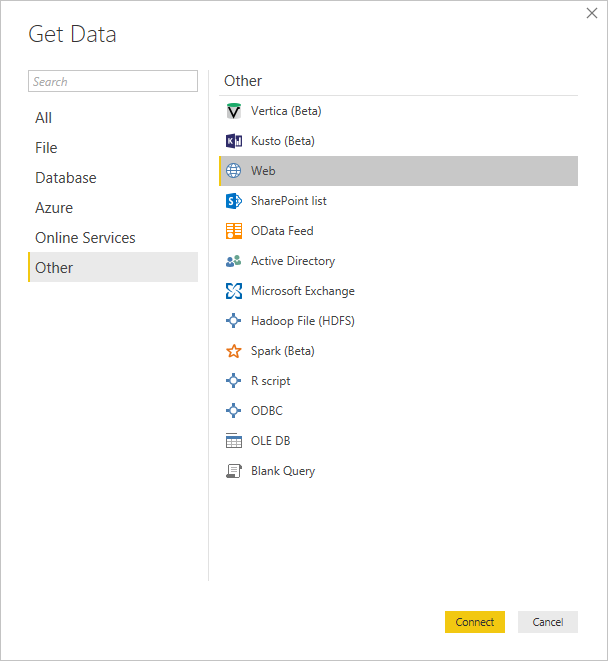 Get Data
Search
All
File
Database
Azure
Online Services
Other
Other
Vertica (Beta)
Kusto (Beta)
Web
SharePoint list
OData Feed
Active Directory
Microsoft Exchange
Hadoop File (HDFS)
Spark (Beta)
R script
ODBC
OLE DB
Blank Query
Connect
Cancel